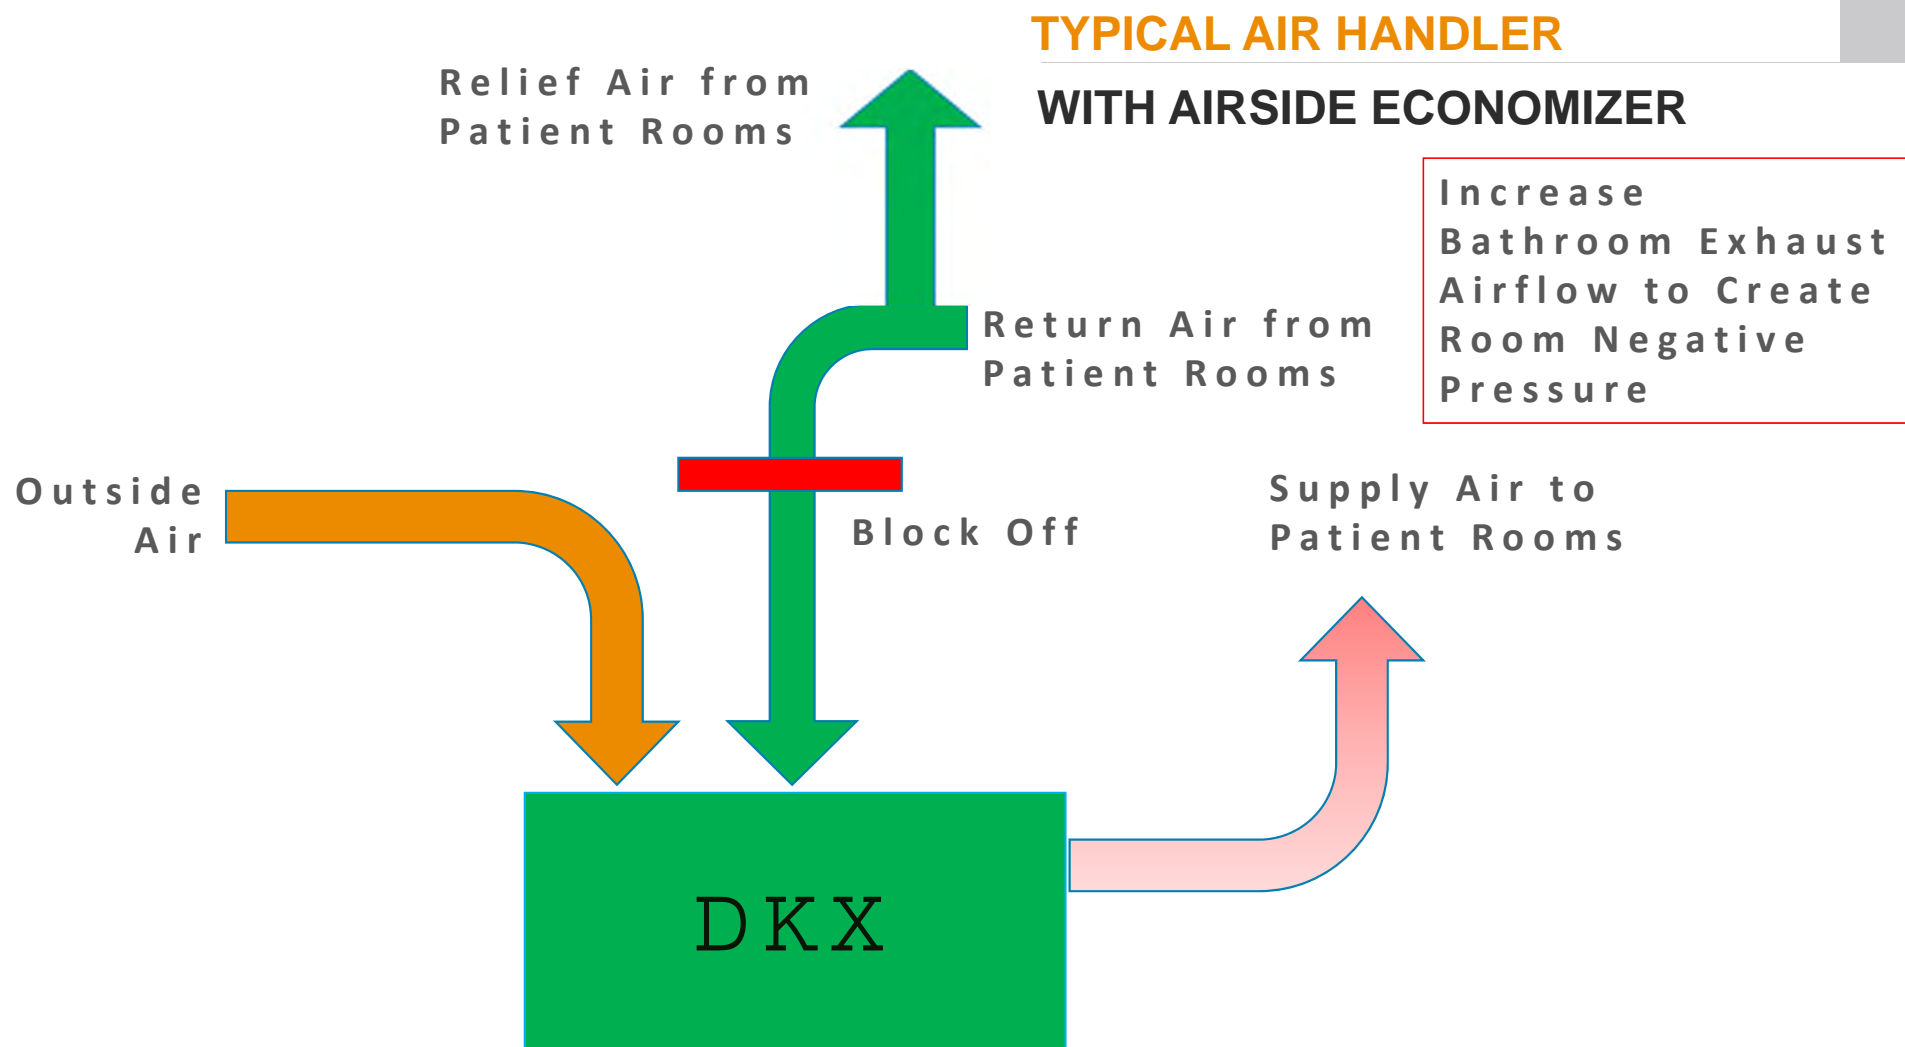 TYPICAL AIR HANDLER
WITH AIRSIDE ECONOMIZER
Relief Air from
Patient Rooms
Increase
Bathroom Exhaust
Airflow to Create
Room Negative
Pressure
Return Air from
Patient Rooms
Outside
Air
Block Off
Supply Air to
Patient Rooms
DKX